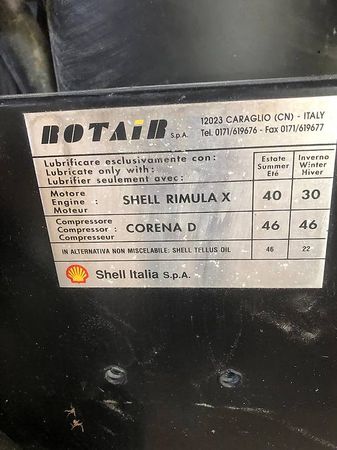 ROTAIR S.p.A. 12023 CARAGLIO (CN) - ITALY
Tel. 0171/619676 - Fax 0171/619677
Lubrificare esclusivamente con:
Lubricate only with:
Lubrifier seulement avec:
Estate
Summer
Eté
Inverno
Winter
Hiver
Motore
Engine : SHELL RIMULA X 40 30
Moteur
Compressore
Compressor : CORENA D 46 46
Compresseur
IN ALTERNATIVA NON MISCELABILE: SHELL TELLUS OIL 46 22
Shell Italia S.p.A.